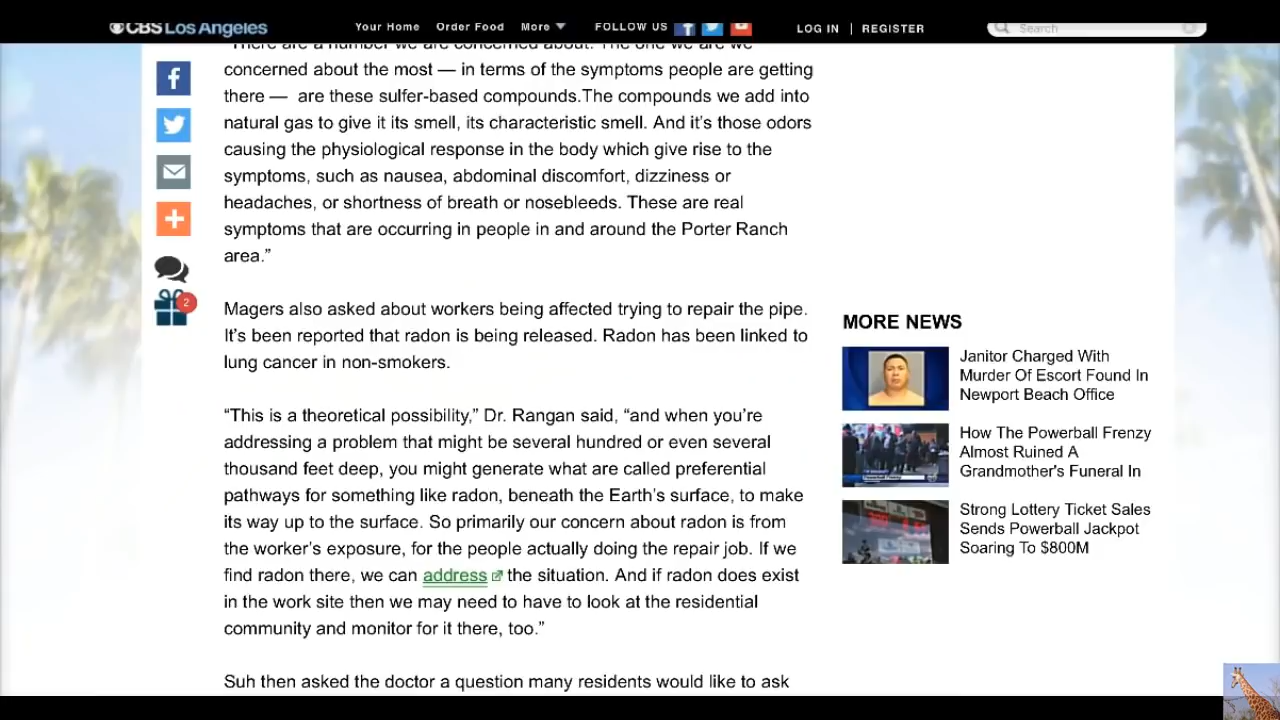 CBS Los Angeles
Your Home Order Food More FOLLOW US LOG IN | REGISTER Search
“There are a number we are concerned about. The one we are we
concerned about the most — in terms of the symptoms people are getting
there — are these sulfer-based compounds.The compounds we add into
natural gas to give it its smell, its characteristic smell. And it’s those odors
causing the physiological response in the body which give rise to the
symptoms, such as nausea, abdominal discomfort, dizziness or
headaches, or shortness of breath or nosebleeds. These are real
symptoms that are occurring in people in and around the Porter Ranch
area.”
2
Magers also asked about workers being affected trying to repair the pipe.
It’s been reported that radon is being released. Radon has been linked to
lung cancer in non-smokers.
“This is a theoretical possibility,” Dr. Rangan said, “and when you’re
addressing a problem that might be several hundred or even several
thousand feet deep, you might generate what are called preferential
pathways for something like radon, beneath the Earth’s surface, to make
its way up to the surface. So primarily our concern about radon is from
the worker’s exposure, for the people actually doing the repair job. If we
find radon there, we can address the situation. And if radon does exist
in the work site then we may need to have to look at the residential
community and monitor for it there, too.”
Suh then asked the doctor a question many residents would like to ask
MORE NEWS
Janitor Charged With
Murder Of Escort Found In
Newport Beach Office
How The Powerball Frenzy
Almost Ruined A
Grandmother's Funeral In
Strong Lottery Ticket Sales
Sends Powerball Jackpot
Soaring To $800M